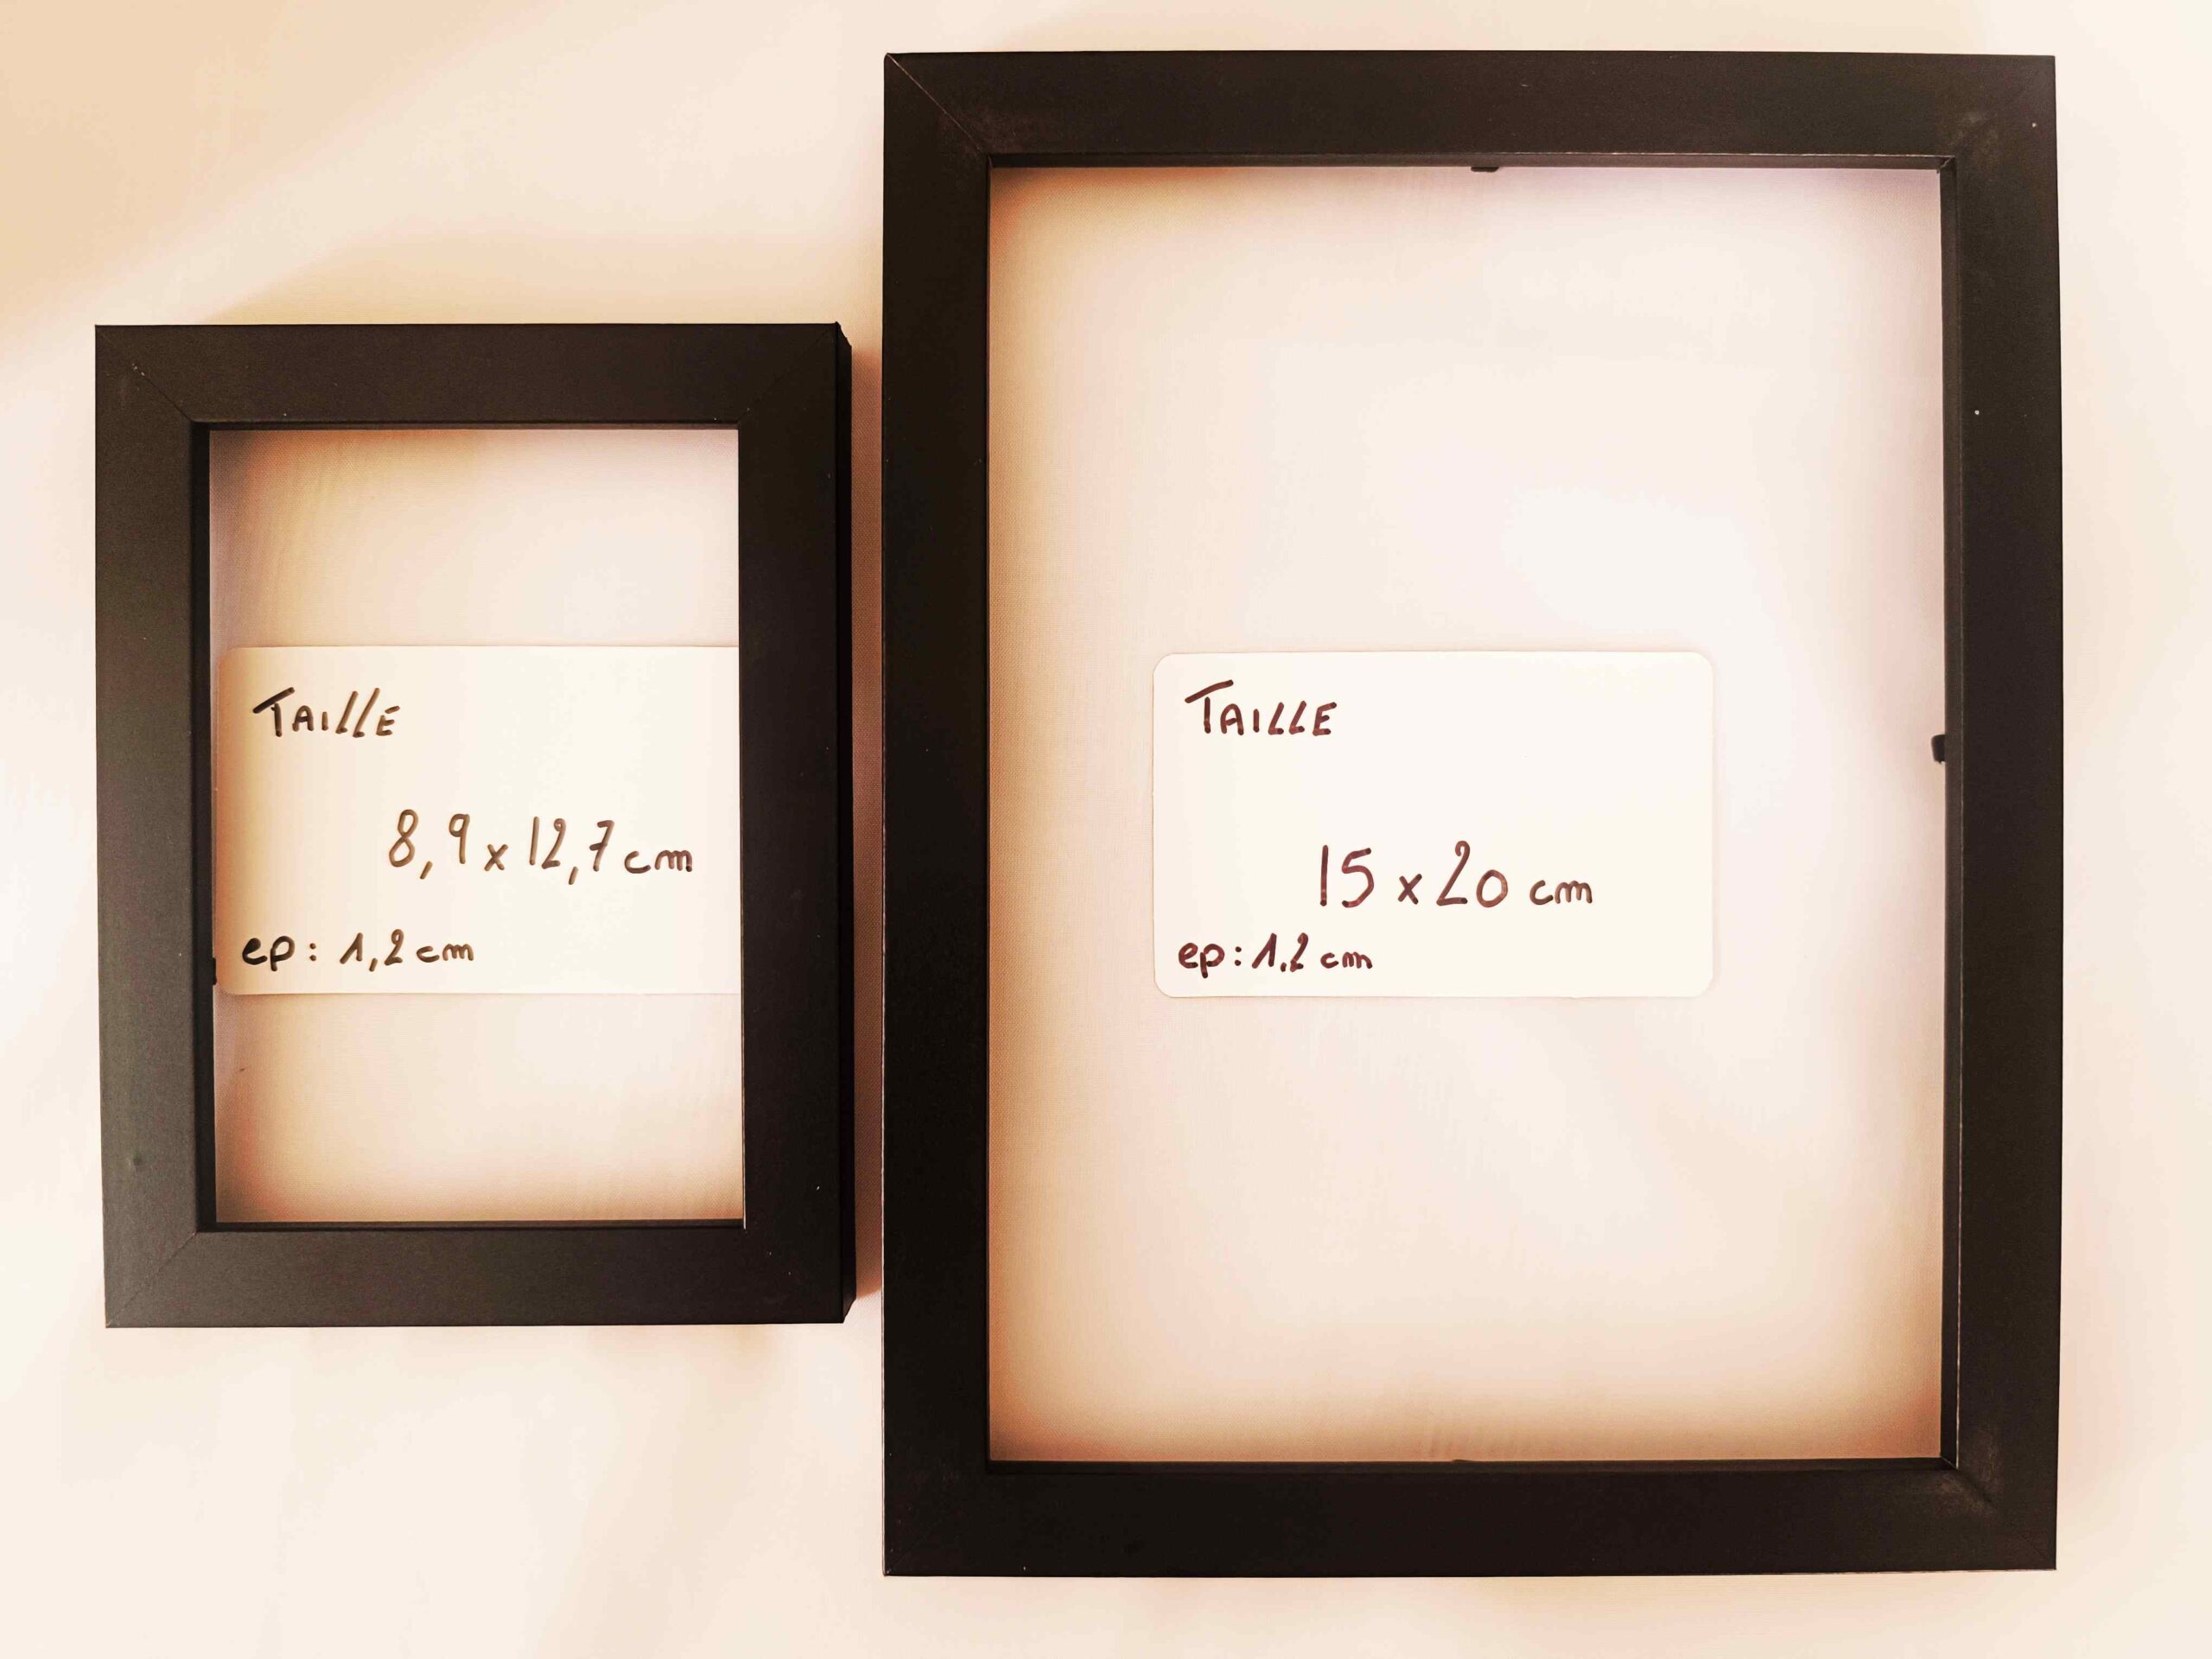 TAILLE
8,9 x 12,7 cm
ep : 1,2 cm
TAILLE
15 x 20 cm
ep : 1,2 cm